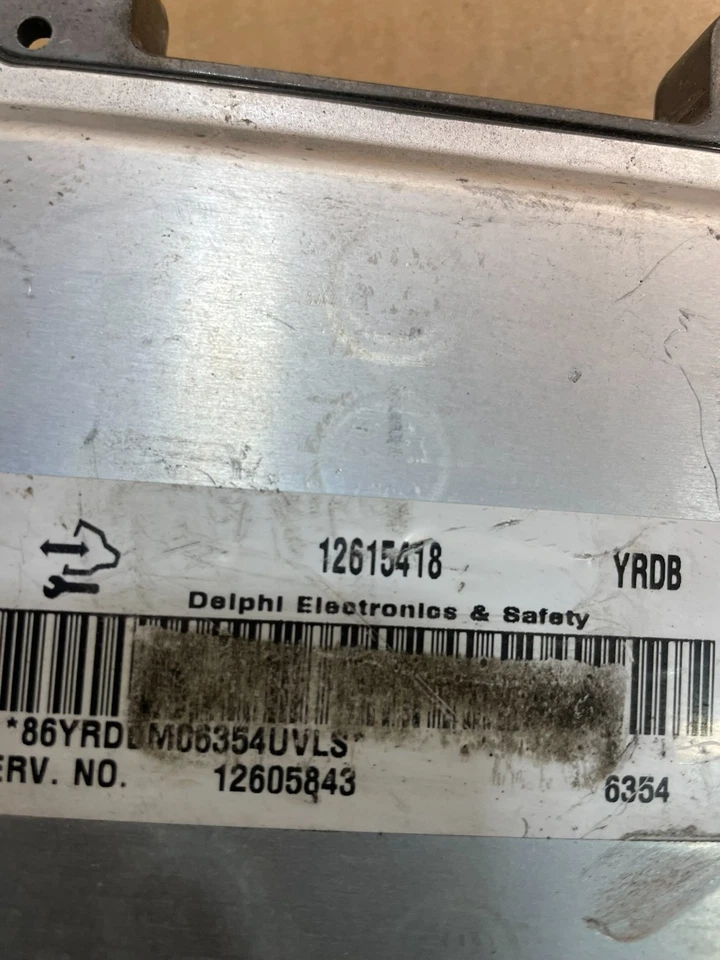 12615418 YRDB
Delphi Electronics & Safety
*86YRD M06354UVLS*
ERV. NO. 12605843 6354